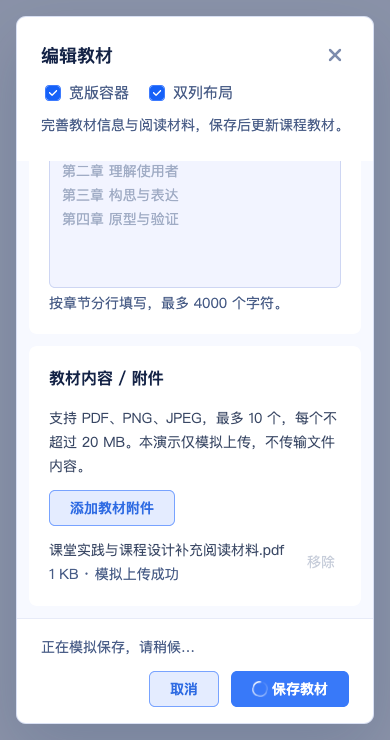 编辑教材
宽版容器 双列布局
完善教材信息与阅读材料，保存后更新课程教材。
第二章 理解使用者
第三章 构思与表达
第四章 原型与验证
按章节分行填写，最多 4000 个字符。
教材内容 / 附件
支持 PDF、PNG、JPEG，最多 10 个，每个不
超过 20 MB。本演示仅模拟上传，不传输文件
内容。
添加教材附件
课堂实践与课程设计补充阅读材料.pdf
移除
1 KB · 模拟上传成功
正在模拟保存，请稍候…
取消 保存教材